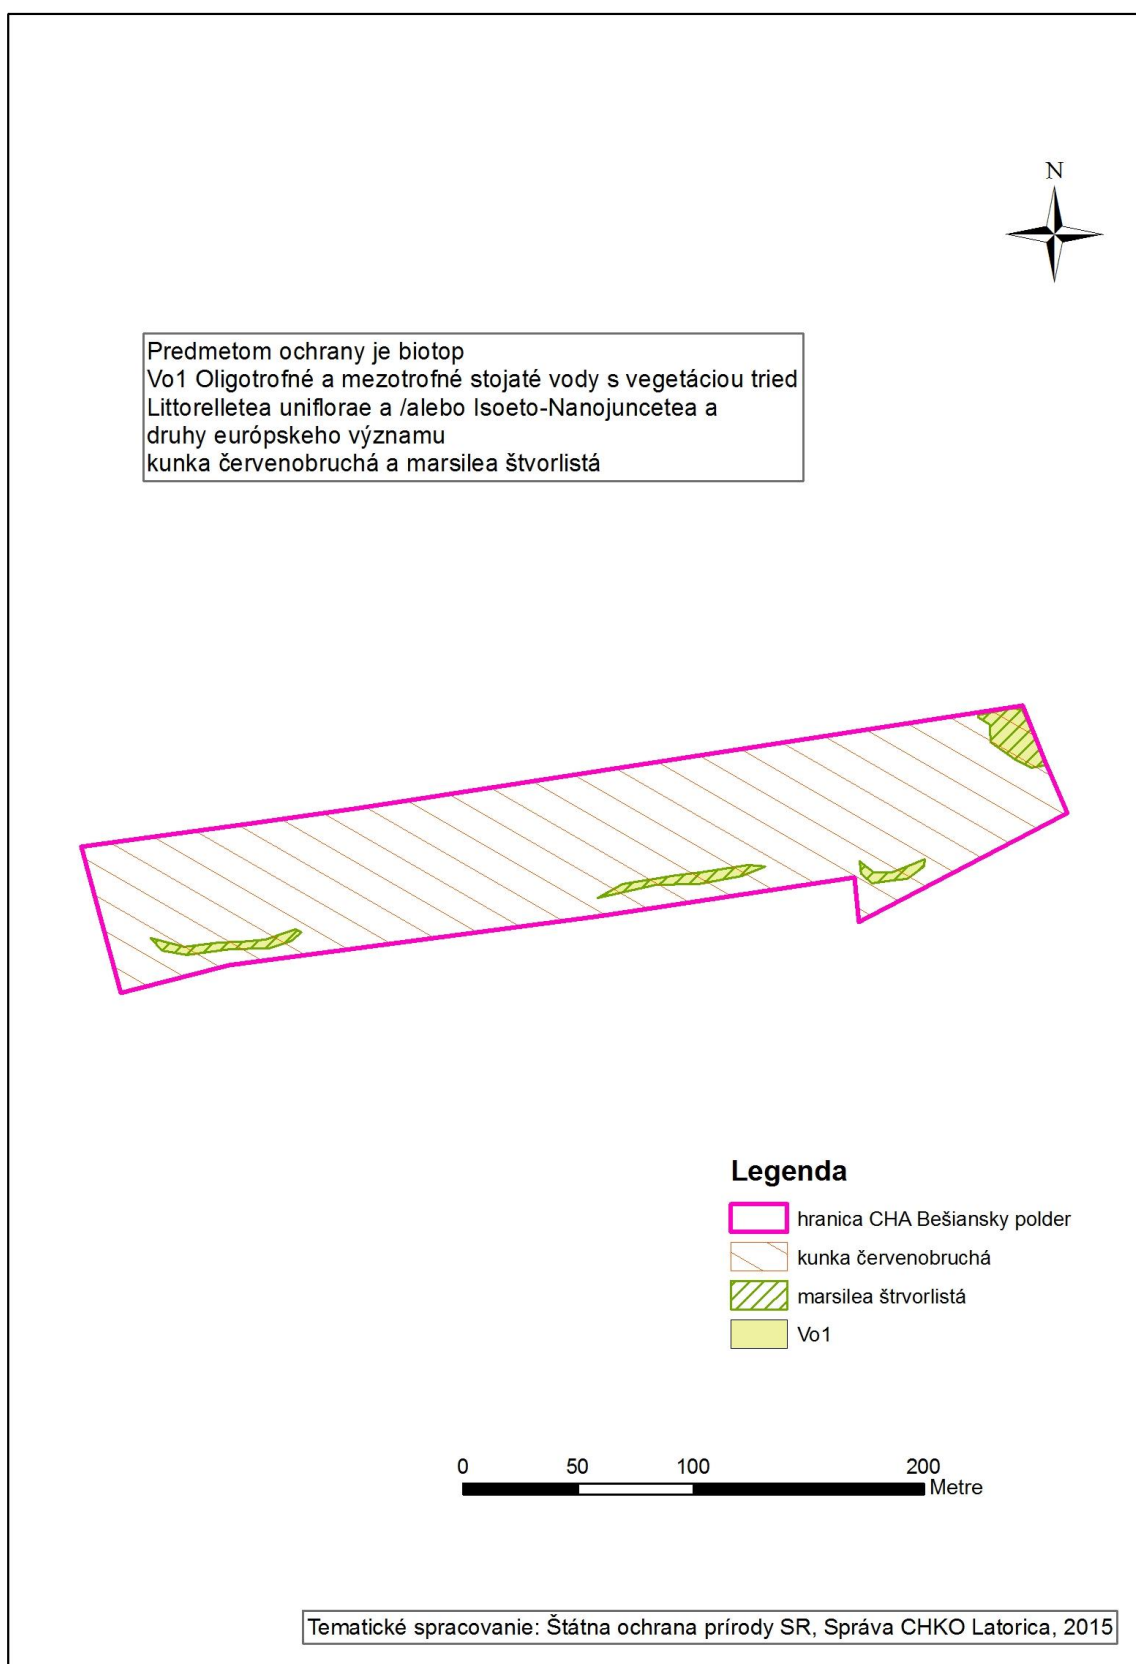 N
Predmetom ochrany je biotop
Vo1 Oligotrofné a mezotrofné stojaté vody s vegetáciou tried
Littorelletea uniflorae a /alebo Isoeto-Nanojuncetea a
druhy európskeho významu
kunka červenobruchá a marsilea štvorlistá
Legenda
hranica CHA Bešiansky polder
kunka červenobruchá
marsilea štrvorlistá
Vo1
0 50 100 200
Metre
Tematické spracovanie: Štátna ochrana prírody SR, Správa CHKO Latorica, 2015